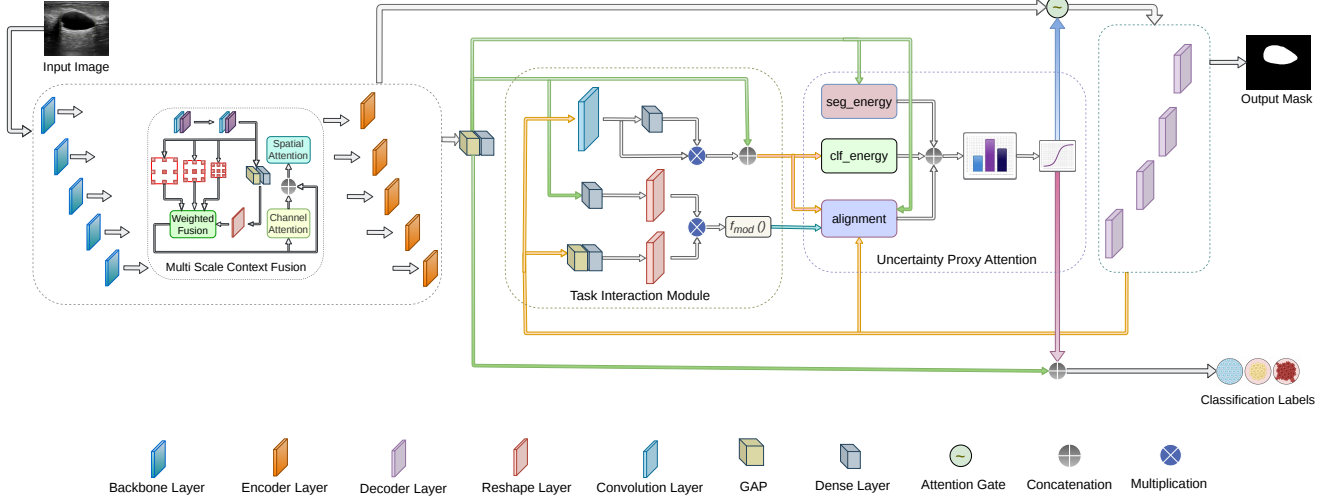 Input Image
Spatial
Attention
Weighted
Fusion
Channel
Attention
Multi Scale Context Fusion
f_mod ()
Task Interaction Module
seg_energy
clf_energy
alignment
Uncertainty Proxy Attention
~
Output Mask
Classification Labels
Backbone Layer
Encoder Layer
Decoder Layer
Reshape Layer
Convolution Layer
GAP
Dense Layer
~
Attention Gate
Concatenation
Multiplication